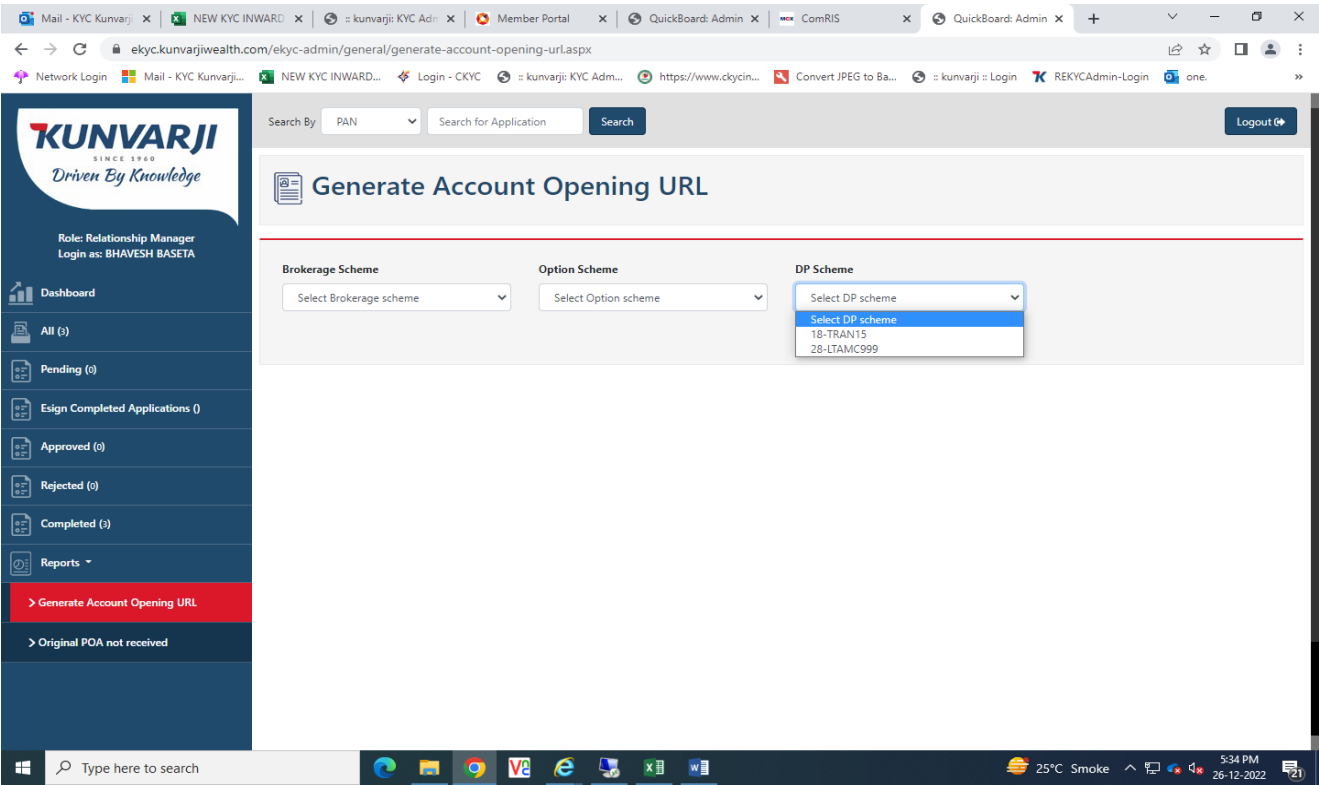 Mail - KYC Kunvarji
NEW KYC INWARD
:: kunvarji: KYC Adn
Member Portal
QuickBoard: Admin
MCX ComRIS
QuickBoard: Admin
ekyc.kunvarjiwealth.com/ekyc-admin/general/generate-account-opening-url.aspx
Network Login
Mail - KYC Kunvarji...
NEW KYC INWARD...
Login - CKYC
:: kunvarji: KYC Adm...
https://www.ckycin...
Convert JPEG to Ba...
:: kunvarji :: Login
REKYCAdmin-Login
one.
»
KUNVARJI
SINCE 1960
Driven By Knowledge
Search By
PAN
Search for Application
Search
Logout
Generate Account Opening URL
Role: Relationship Manager
Login as: BHAVESH BASETA
Brokerage Scheme
Option Scheme
DP Scheme
Select Brokerage scheme
Select Option scheme
Select DP scheme
Select DP scheme
18-TRAN15
28-LTAMC999
Dashboard
All (3)
Pending (0)
Esign Completed Applications ()
Approved (0)
Rejected (0)
Completed (3)
Reports
> Generate Account Opening URL
> Original POA not received
Type here to search
25°C Smoke
5:34 PM
26-12-2022
21